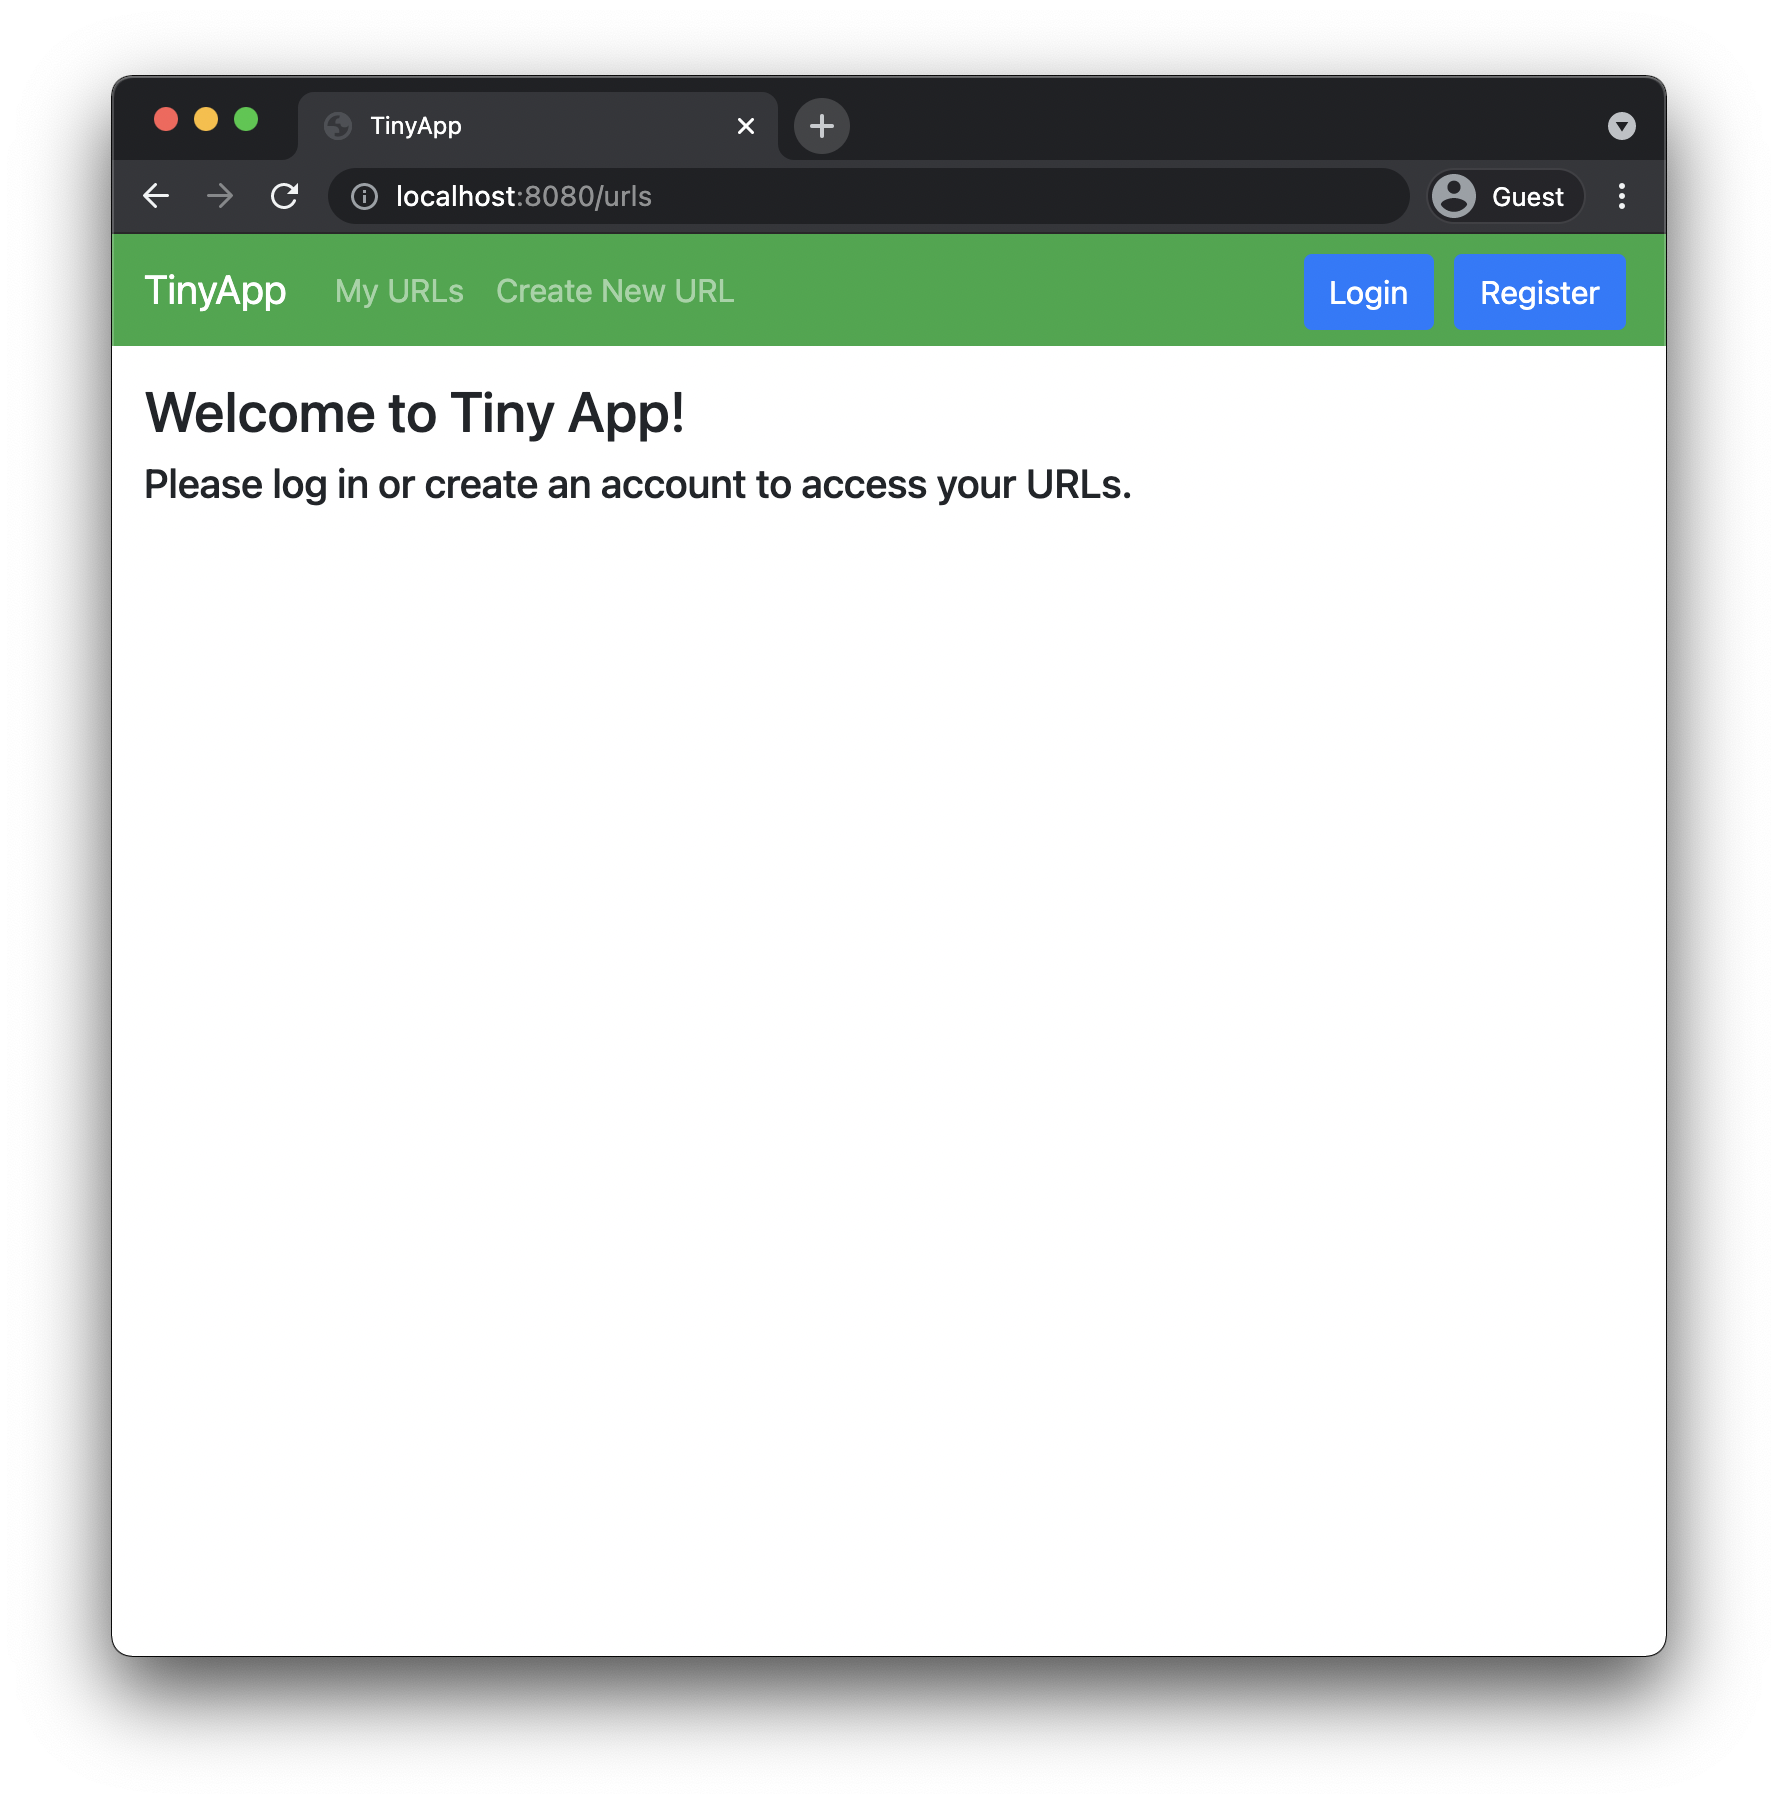 TinyApp
localhost:8080/urls
Guest
TinyApp My URLs Create New URL Login Register
Welcome to Tiny App!
Please log in or create an account to access your URLs.